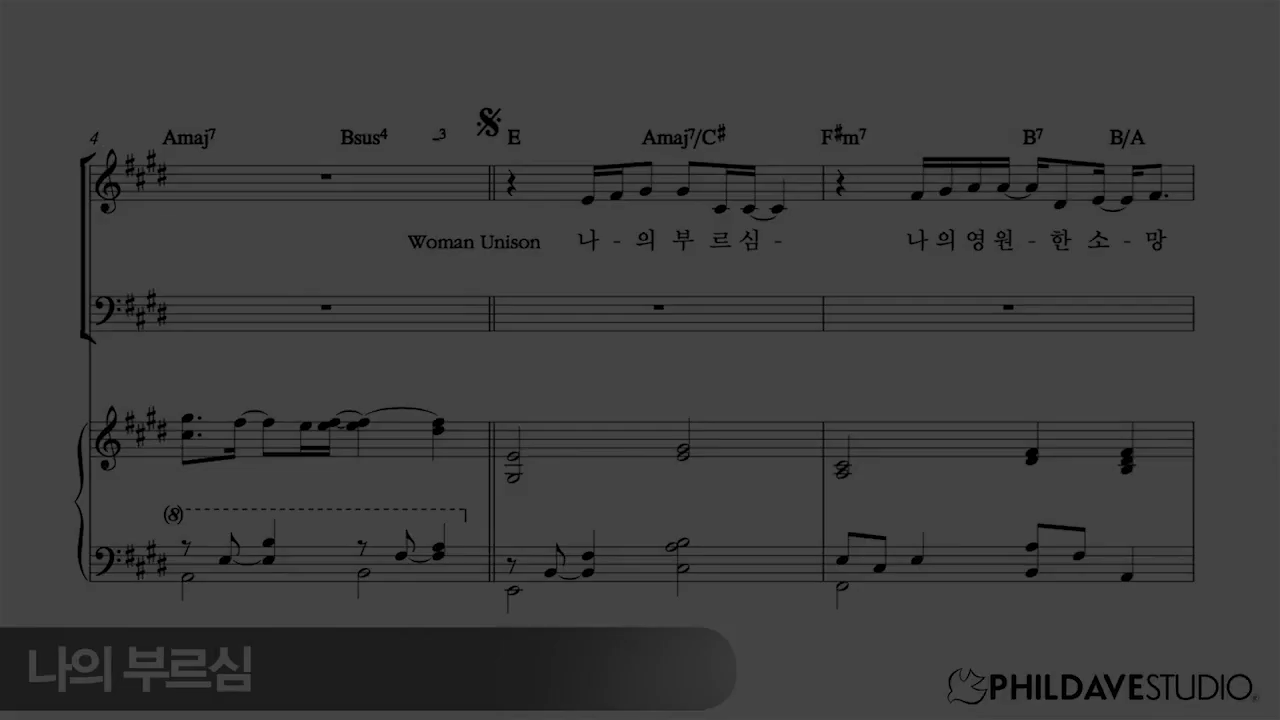 4 Amaj7 Bsus4 –3 E Amaj7/C# F#m7 B7 B/A
Woman Unison 나 - 의 부 르 심 - 나 의 영 원 - 한 소 - 망
(8)
나의 부르심
PHILDAVESTUDIO